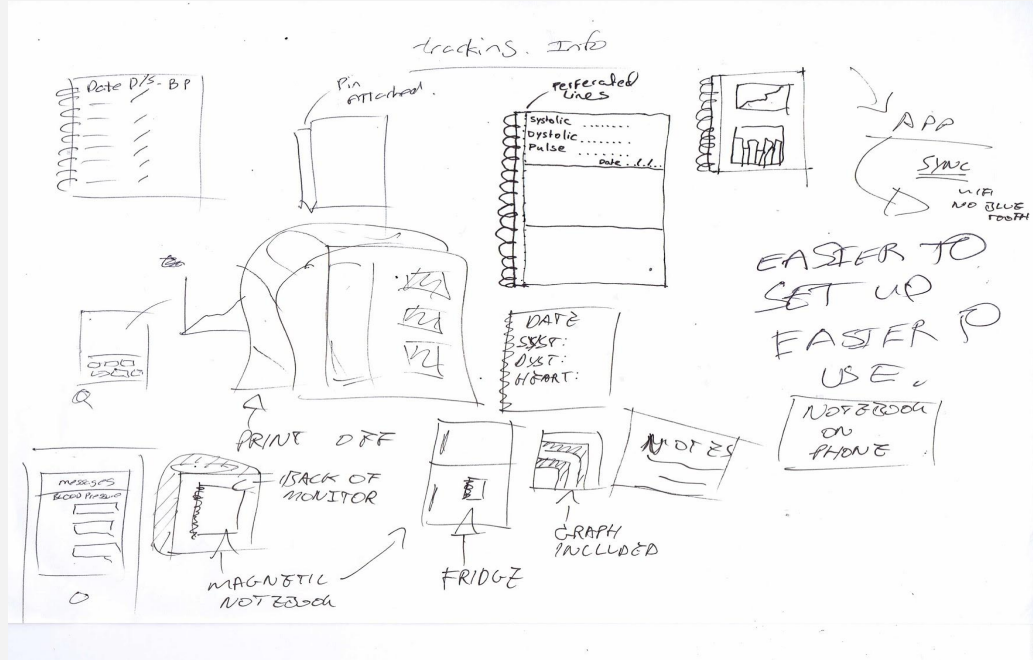 tracking. Info
Date D/S - BP
Pin
Attached.
Perferated
Lines
Systolic ........
Dystolic ........
Pulse ........
Date ../../..
APP
SYNC
WIFI
NO BLUE
TOOTH
EASIER TO
SET UP
EASIER TO
USE.
DATE
SYST:
DYST:
HEART:
NOTEBOOK
ON
PHONE
PRINT OFF
BACK OF
MONITOR
messages
BLOOD Pressure
MAGNETIC
NOTEBOOK
FRIDGE
GRAPH
INCLUDED
NOTES